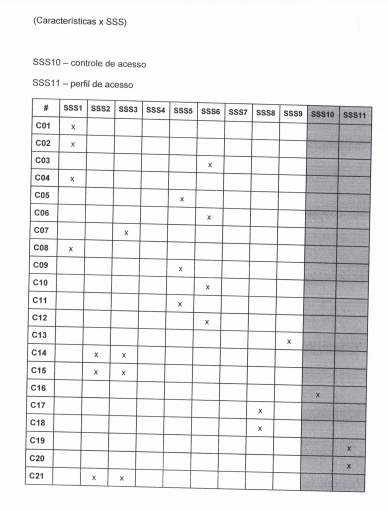 (Características x SSS)
SSS10 – controle de acesso
SSS11 – perfil de acesso
# SSS1 SSS2 SSS3 SSS4 SSS5 SSS6 SSS7 SSS8 SSS9 SSS10 SSS11
C01 x
C02 x
C03 x
C04 x
C05 x
C06 x
C07 x
C08 x
C09 x
C10 x
C11 x
C12 x
C13 x
C14 x x
C15 x x
C16 x
C17 x
C18 x
C19 x
C20 x
C21 x x